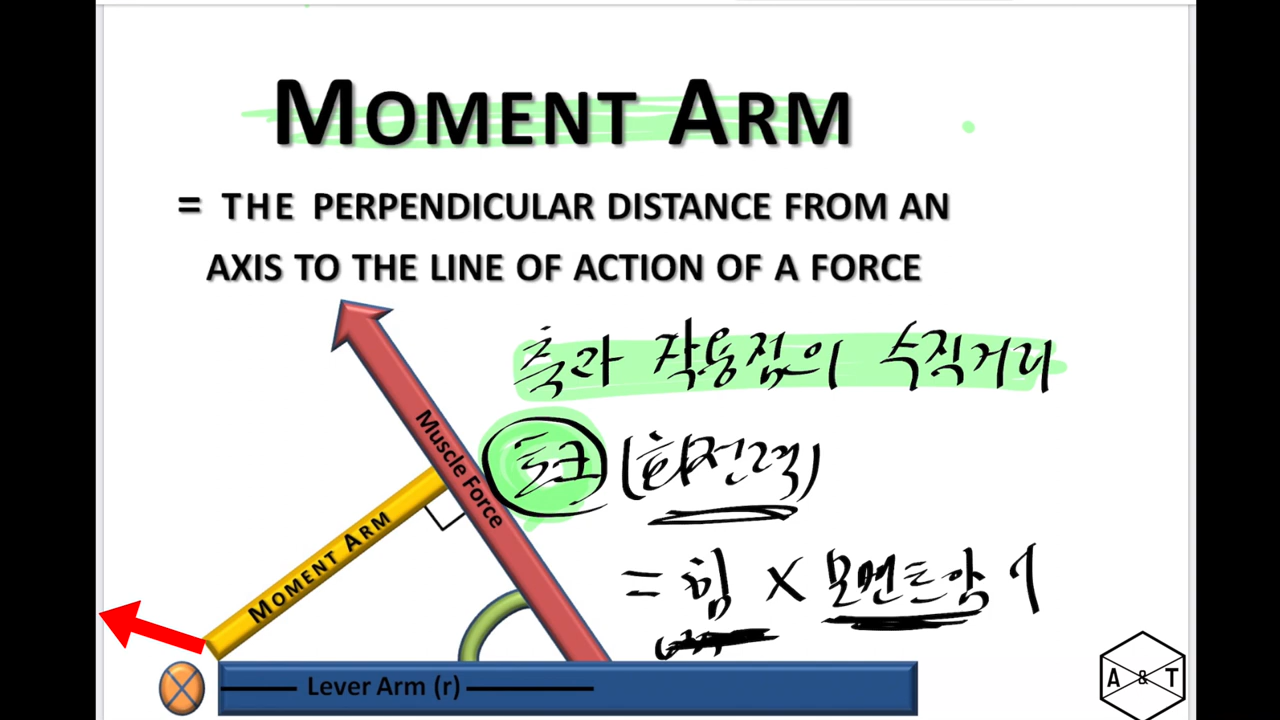 MOMENT ARM
= THE PERPENDICULAR DISTANCE FROM AN
AXIS TO THE LINE OF ACTION OF A FORCE
축과 작용점의 수직거리
Muscle Force
토크 (회전력)
MOMENT ARM
= 힘 X 모멘트암 ↑
Lever Arm (r)
A & T